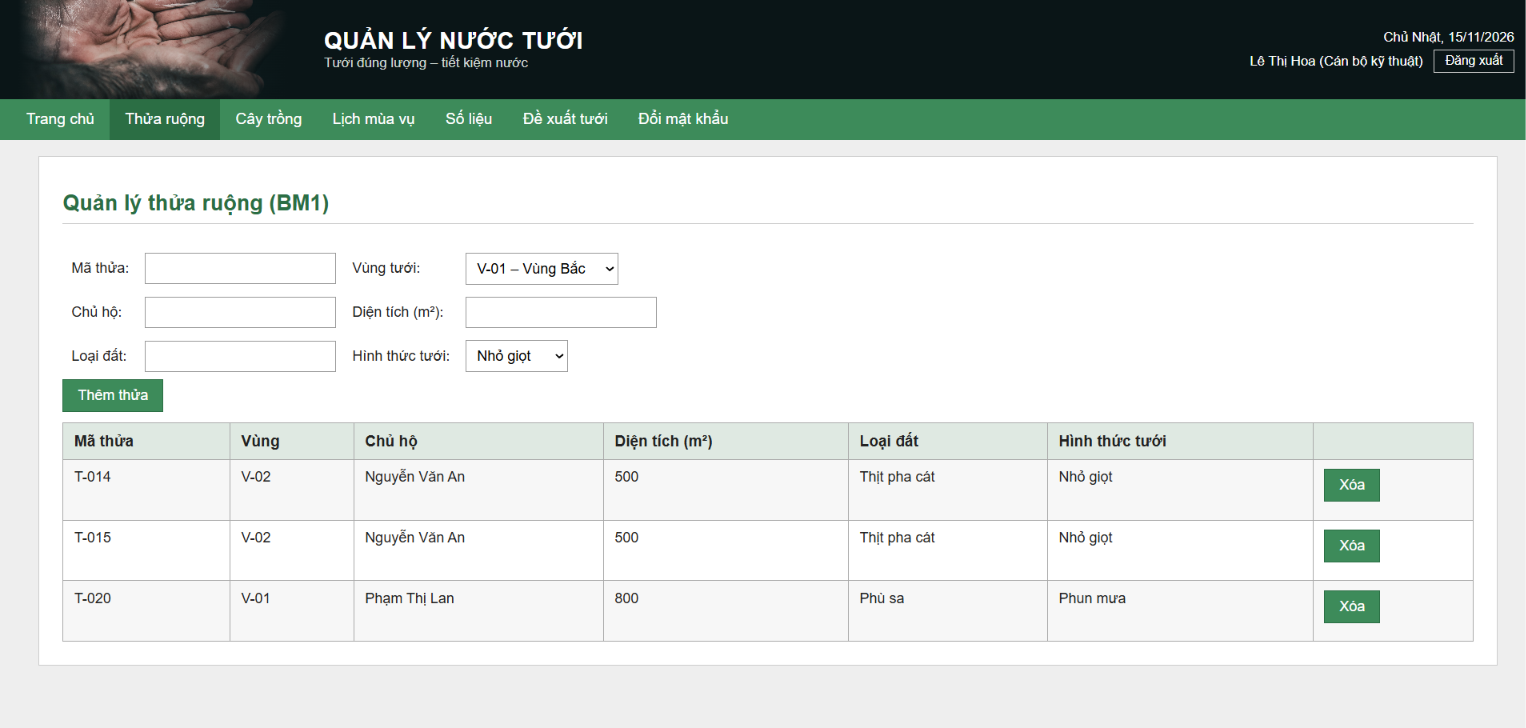 QUẢN LÝ NƯỚC TƯỚI
Tưới đúng lượng – tiết kiệm nước
Chủ Nhật, 15/11/2026
Lê Thị Hoa (Cán bộ kỹ thuật) Đăng xuất
Trang chủ Thửa ruộng Cây trồng Lịch mùa vụ Số liệu Đề xuất tưới Đổi mật khẩu
Quản lý thửa ruộng (BM1)
Mã thửa: Vùng tưới: V-01 – Vùng Bắc
Chủ hộ: Diện tích (m²):
Loại đất: Hình thức tưới: Nhỏ giọt
Thêm thửa
Mã thửa Vùng Chủ hộ Diện tích (m²) Loại đất Hình thức tưới
T-014 V-02 Nguyễn Văn An 500 Thịt pha cát Nhỏ giọt Xóa
T-015 V-02 Nguyễn Văn An 500 Thịt pha cát Nhỏ giọt Xóa
T-020 V-01 Phạm Thị Lan 800 Phù sa Phun mưa Xóa